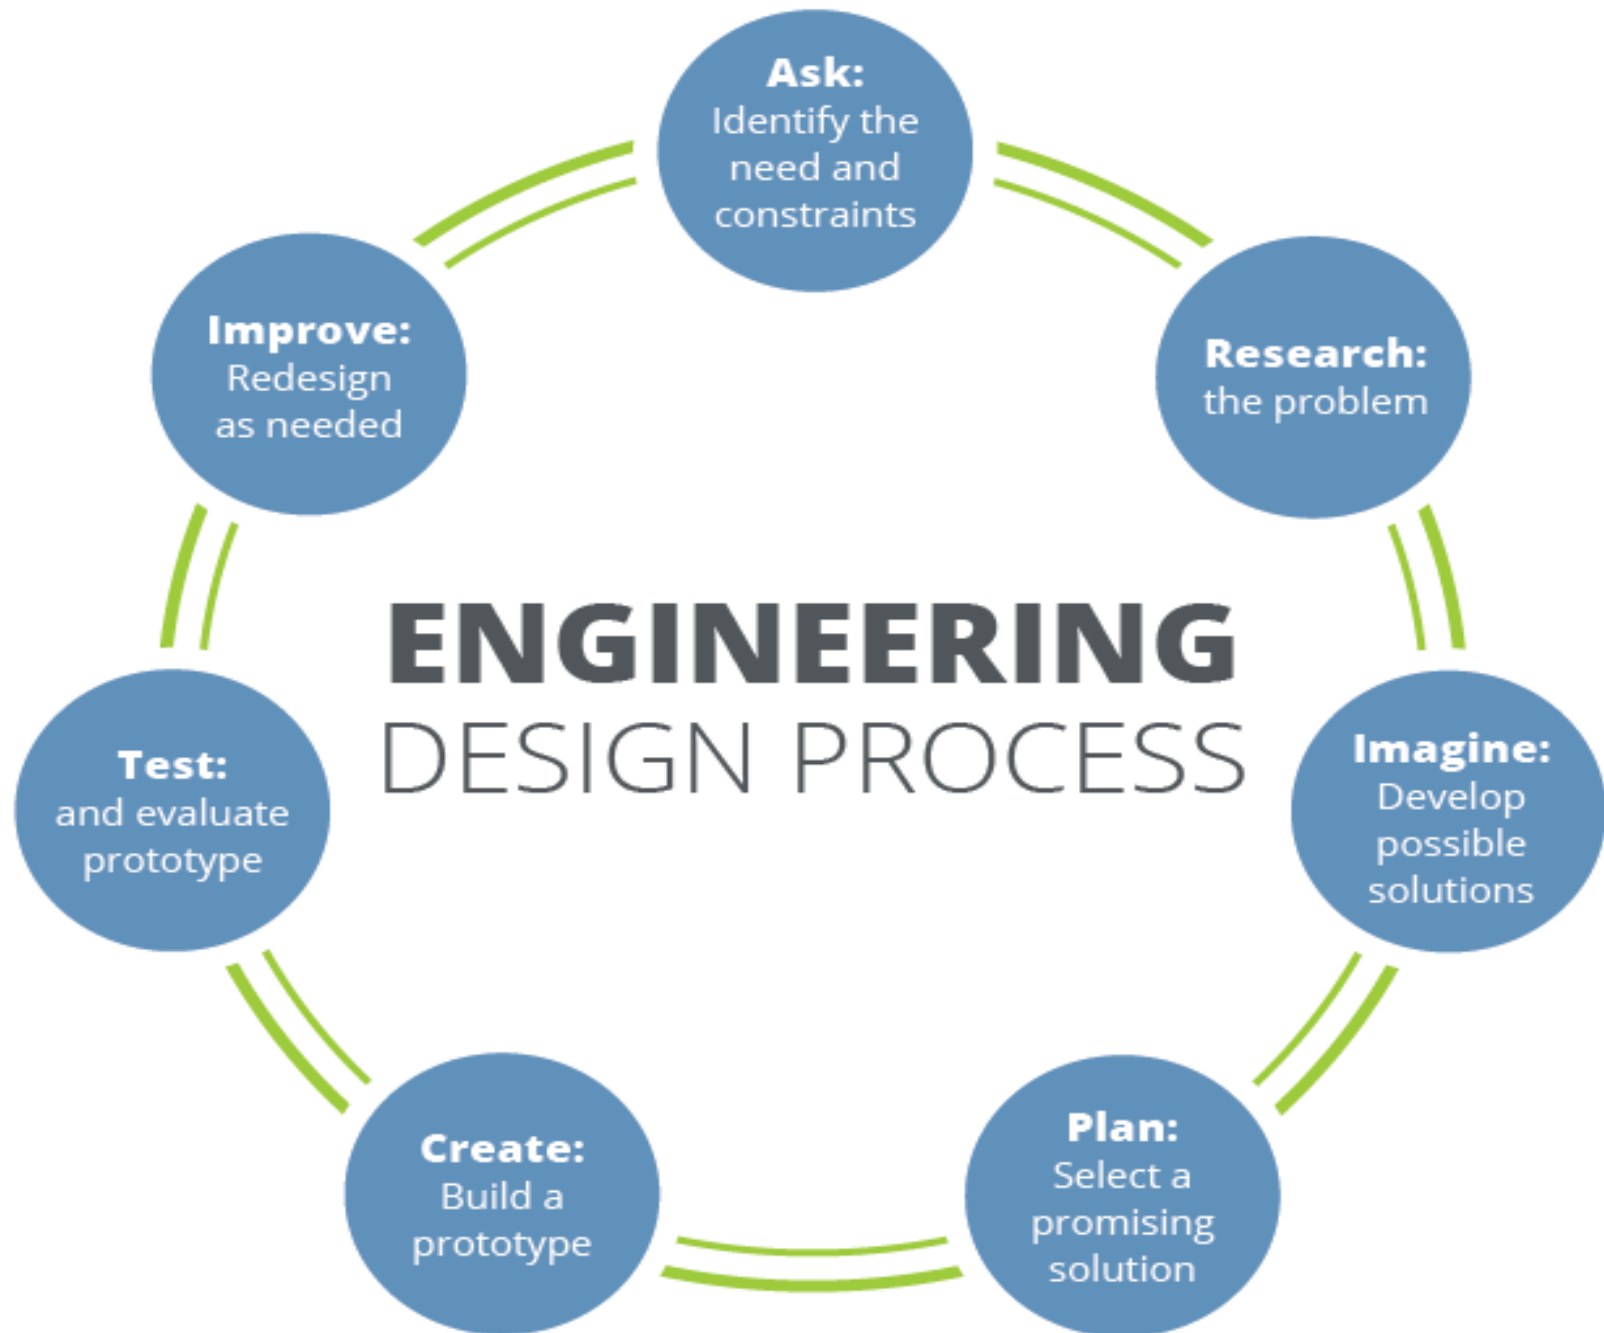 Ask:
Identify the
need and
constraints
Research:
the problem
Imagine:
Develop
possible
solutions
Plan:
Select a
promising
solution
Create:
Build a
prototype
Test:
and evaluate
prototype
Improve:
Redesign
as needed
ENGINEERING
DESIGN PROCESS